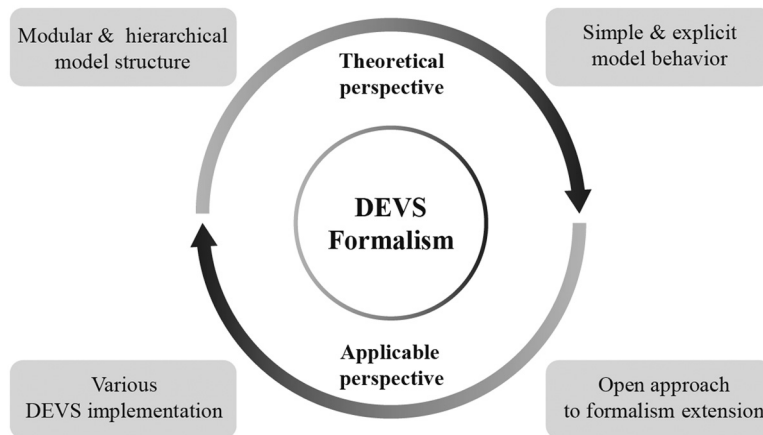 Modular & hierarchical
model structure
Simple & explicit
model behavior
Theoretical
perspective
DEVS
Formalism
Applicable
perspective
Various
DEVS implementation
Open approach
to formalism extension